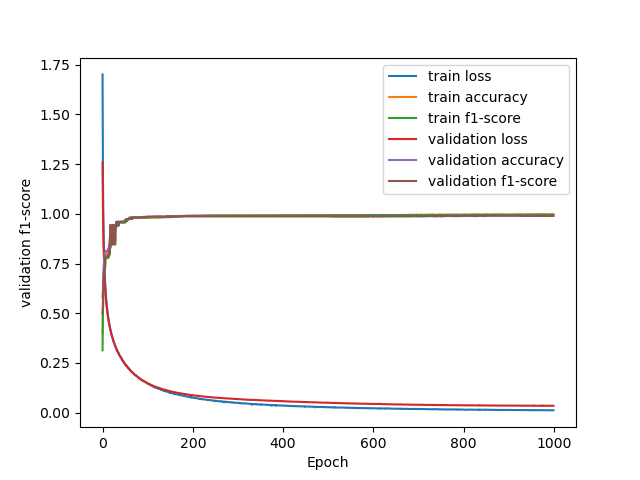 1.75
1.50
1.25
1.00
0.75
0.50
0.25
0.00
validation f1-score
train loss
train accuracy
train f1-score
validation loss
validation accuracy
validation f1-score
0
200
400
600
800
1000
Epoch